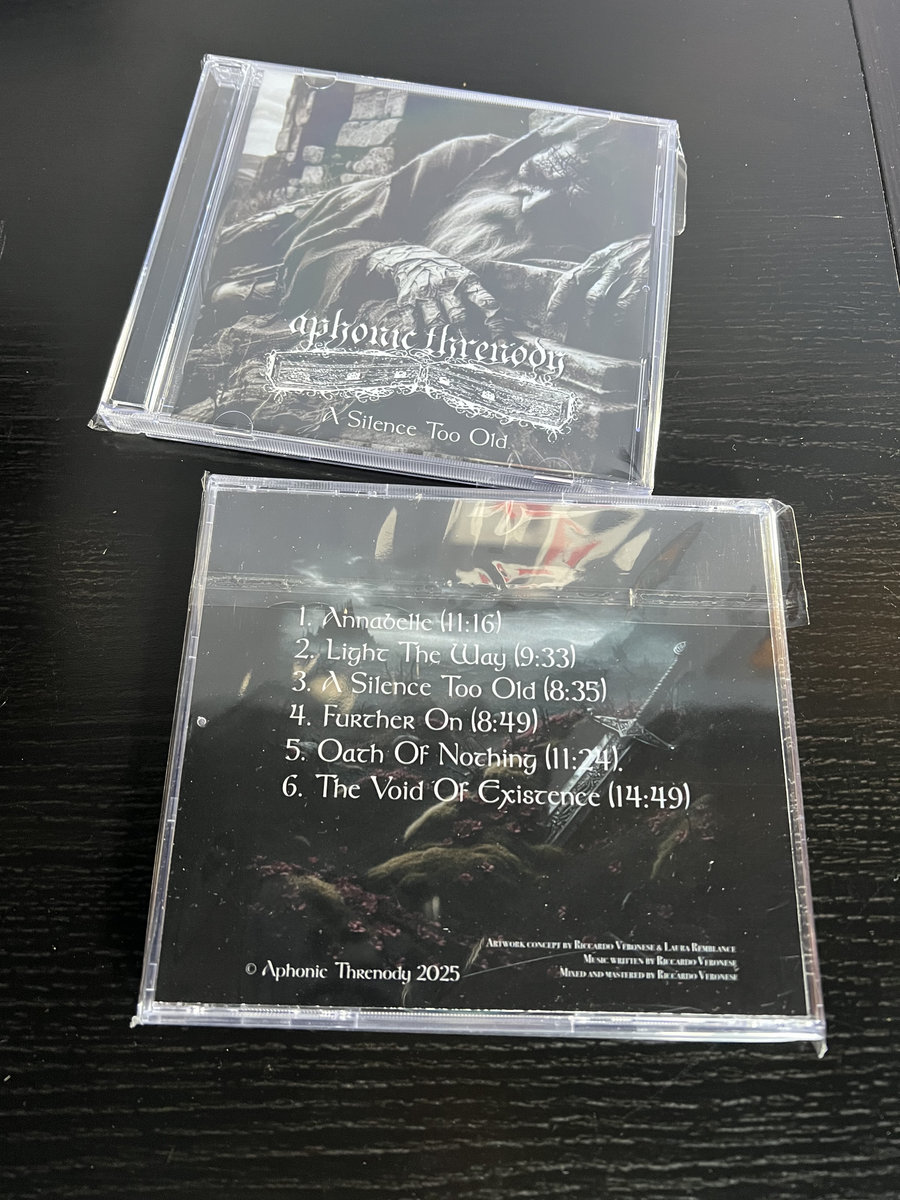 aphonic threnody
A Silence Too Old
1. Annabelle (11:16)
2. Light The Way (9:33)
3. A Silence Too Old (8:35)
4. Further On (8:49)
5. Oath Of Nothing (11:24)
6. The Void Of Existence (14:49)
Artwork concept by Riccardo Veronese & Laura Remblance
Music written by Riccardo Veronese
Mixed and mastered by Riccardo Veronese
© Aphonic Threnody 2025